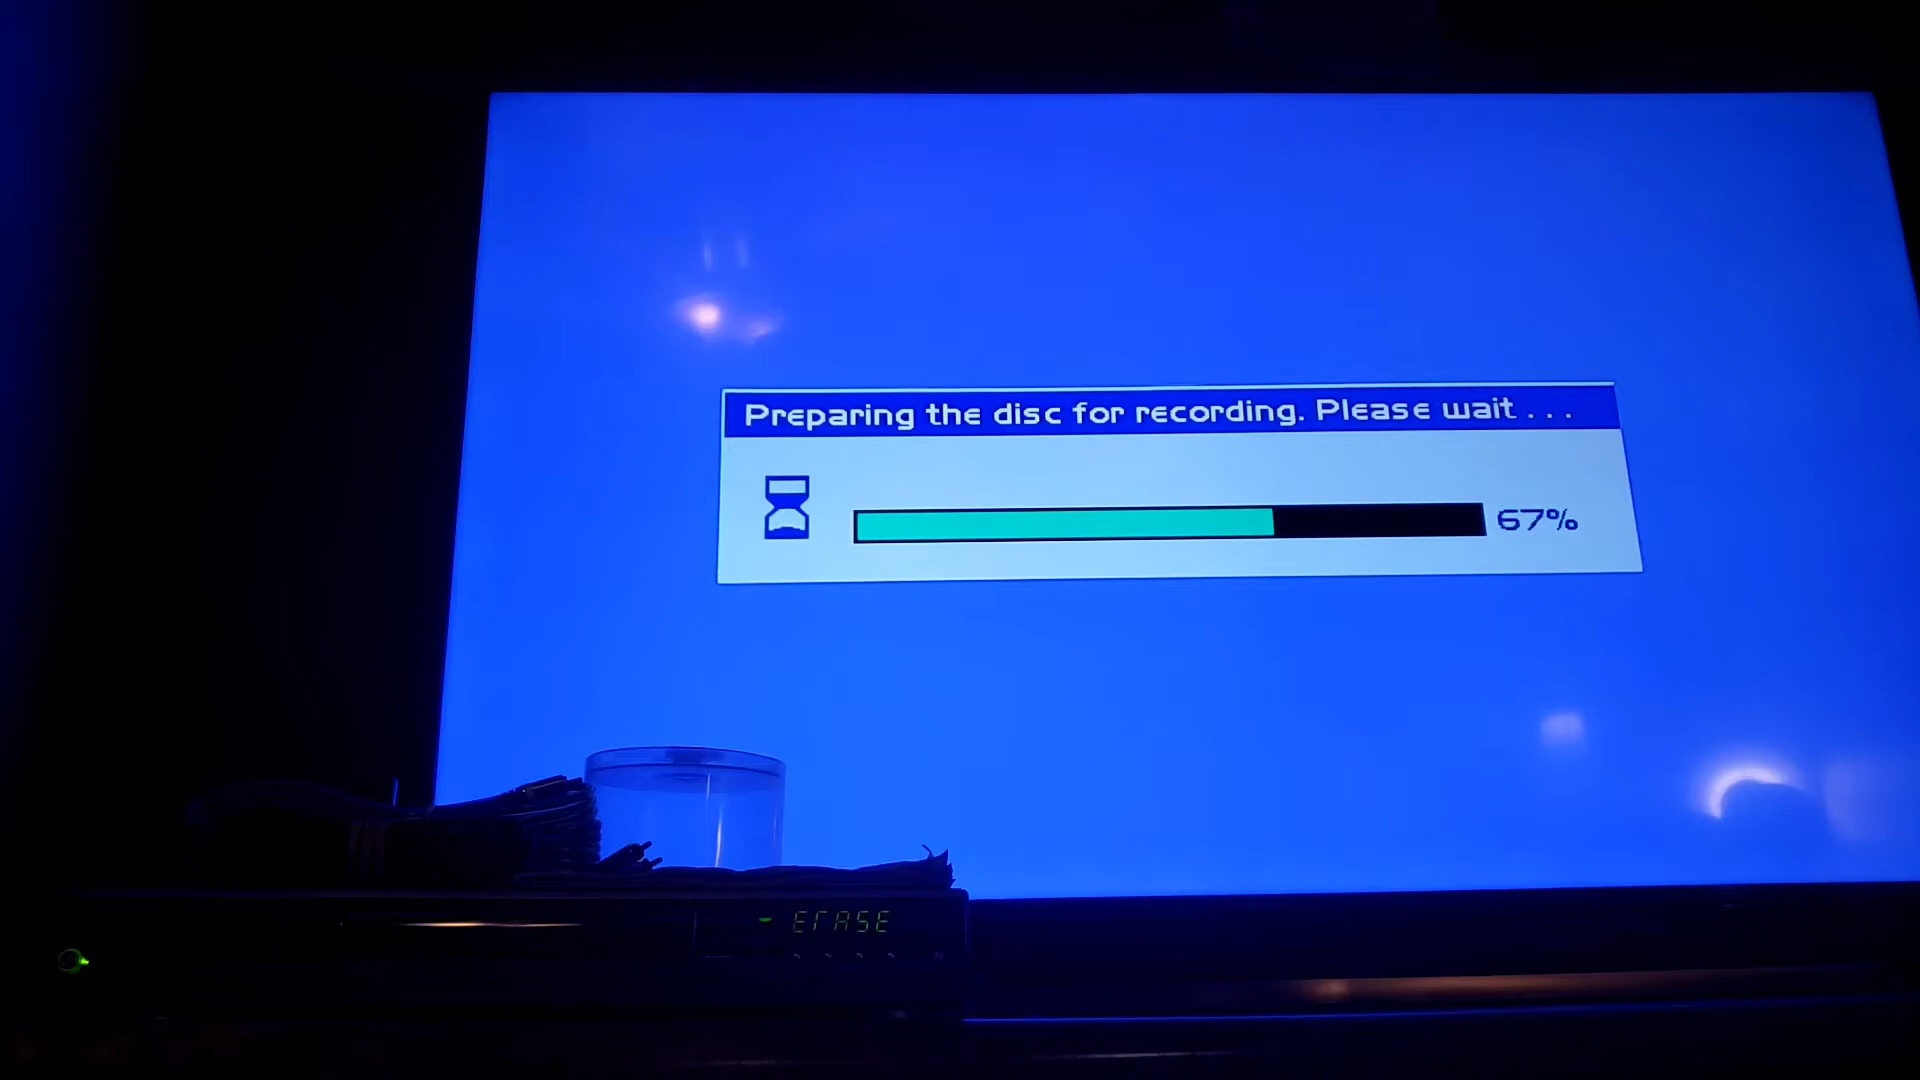 Preparing the disc for recording. Please wait . . .
67%
ERASE